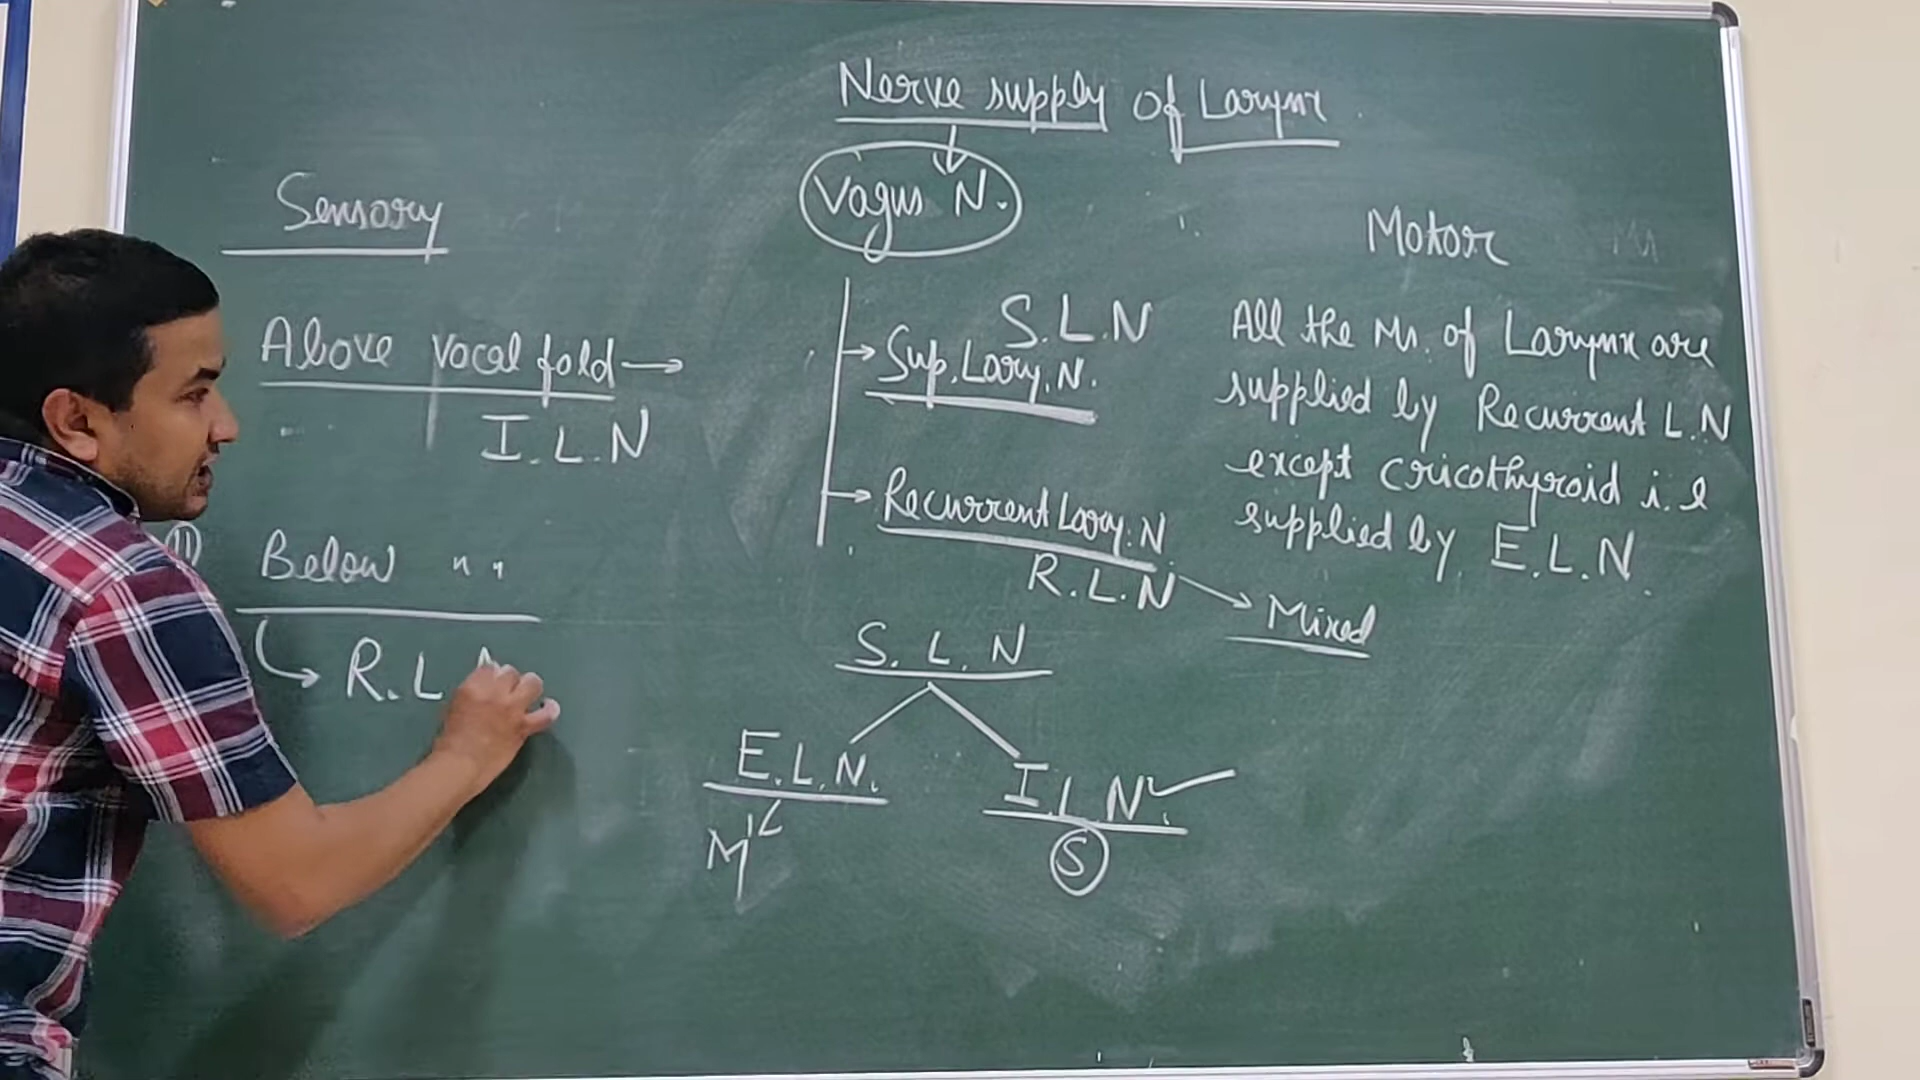 Nerve supply of Larynx
Vagus N.
Sensory
Above vocal fold →
I.L.N
(11) Below " "
R.L
S.L.N
→ Sup. Lary. N.
→ Recurrent Lary. N
R.L.N
Mixed
S. L. N
E.L.N.
M
I.L.N.
S
Motor
All the Ms. of Larynx are
supplied by Recurrent L.N
except cricothyroid i.e
supplied by E.L.N.